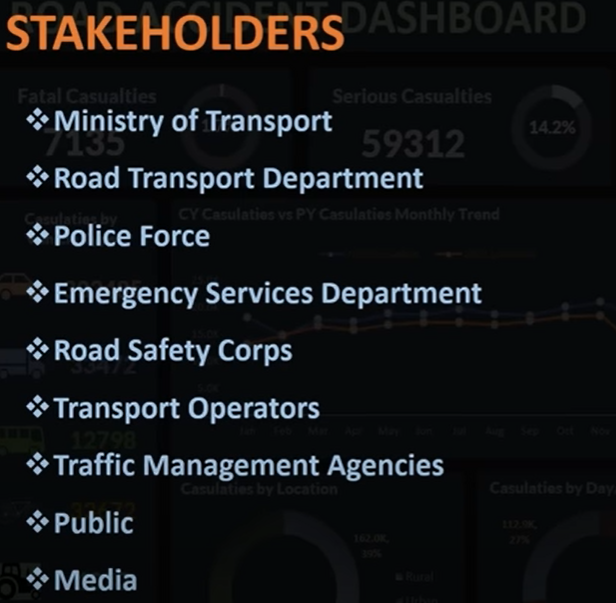 ROAD ACCIDENT DASHBOARD
STAKEHOLDERS
Fatal Casualties
Serious Casualties
❖Ministry of Transport
7135
59312
14.2%
❖Road Transport Department
Casulaties by
CY Casulaties vs PY Casulaties Monthly Trend
❖Police Force
❖Emergency Services Department
❖Road Safety Corps
33472
❖Transport Operators
Jan Feb Mar Apr May Jun Jul Aug Sep Oct Nov
12798
❖Traffic Management Agencies
Casulaties by Location
Casulaties by Day
❖Public
162.0K,
39%
112.9K,
27%
❖Media
Rural
Urban